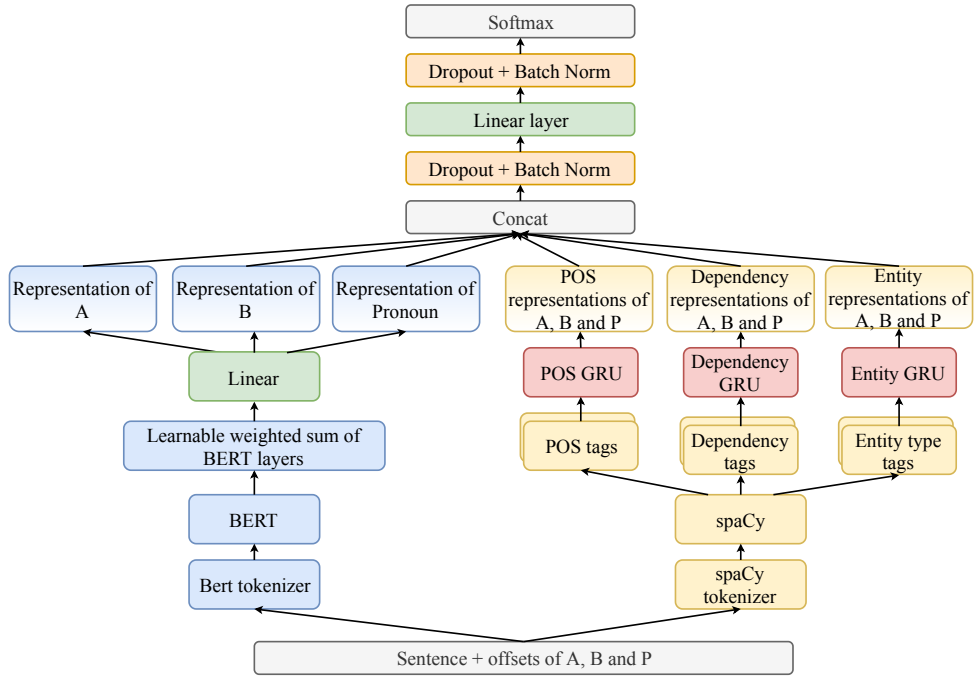 Softmax
Dropout + Batch Norm
Linear layer
Dropout + Batch Norm
Concat
Representation of
A
Representation of
B
Representation of
Pronoun
POS
representations of
A, B and P
Dependency
representations of
A, B and P
Entity
representations of
A, B and P
Linear
POS GRU
Dependency
GRU
Entity GRU
Learnable weighted sum of
BERT layers
POS tags
Dependency
tags
Entity type
tags
BERT
spaCy
Bert tokenizer
spaCy
tokenizer
Sentence + offsets of A, B and P